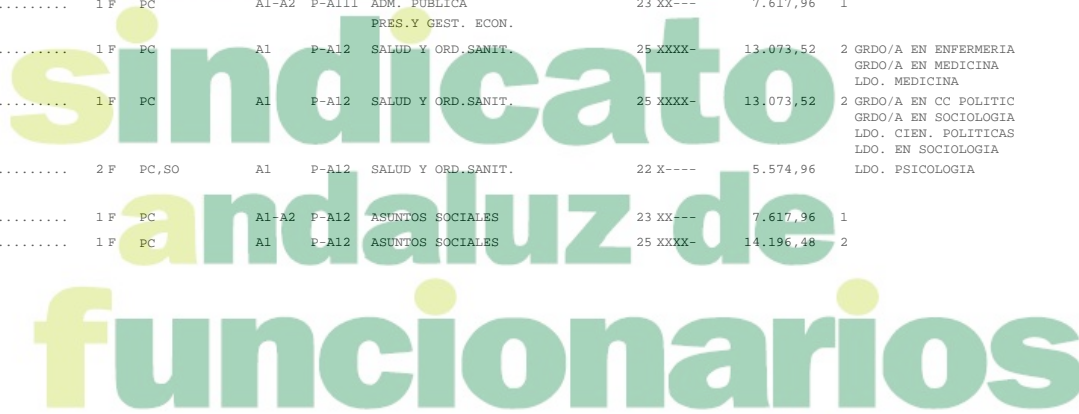 ......... 1 F PC A1-A2 P-A111 ADM. PÚBLICA 23 XX--- 7.617,96 1
PRES.Y GEST. ECON.
......... 1 F PC A1 P-A12 SALUD Y ORD.SANIT. 25 XXXX- 13.073,52 2 GRDO/A EN ENFERMERIA
GRDO/A EN MEDICINA
LDO. MEDICINA
......... 1 F PC A1 P-A12 SALUD Y ORD.SANIT. 25 XXXX- 13.073,52 2 GRDO/A EN CC POLITIC
GRDO/A EN SOCIOLOGIA
LDO. CIEN. POLITICAS
LDO. EN SOCIOLOGIA
......... 2 F PC,SO A1 P-A12 SALUD Y ORD.SANIT. 22 X---- 5.574,96 LDO. PSICOLOGIA
......... 1 F PC A1-A2 P-A12 ASUNTOS SOCIALES 23 XX--- 7.617,96 1
......... 1 F PC A1 P-A12 ASUNTOS SOCIALES 25 XXXX- 14.196,48 2
sindicato
andaluz de
funcionarios